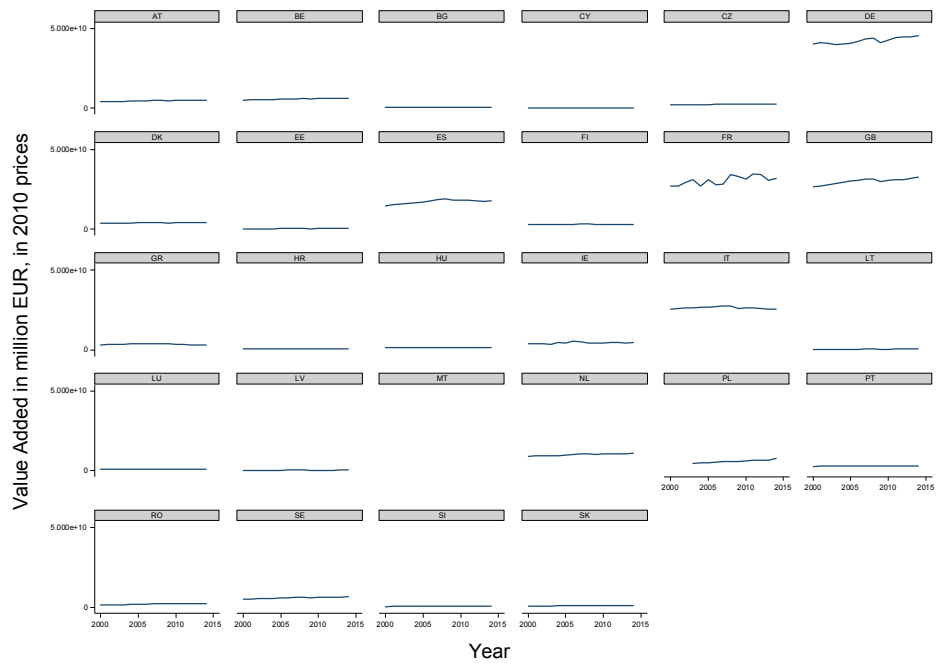 AT BE BG CY CZ DE
5.000e+10
0
DK EE ES FI FR GB
5.000e+10
0
GR HR HU IE IT LT
5.000e+10
0
LU LV MT NL PL PT
5.000e+10
0
2000 2005 2010 2015 2000 2005 2010 2015
RO SE SI SK
5.000e+10
0
2000 2005 2010 2015 2000 2005 2010 2015 2000 2005 2010 2015 2000 2005 2010 2015
Value Added in million EUR, in 2010 prices
Year